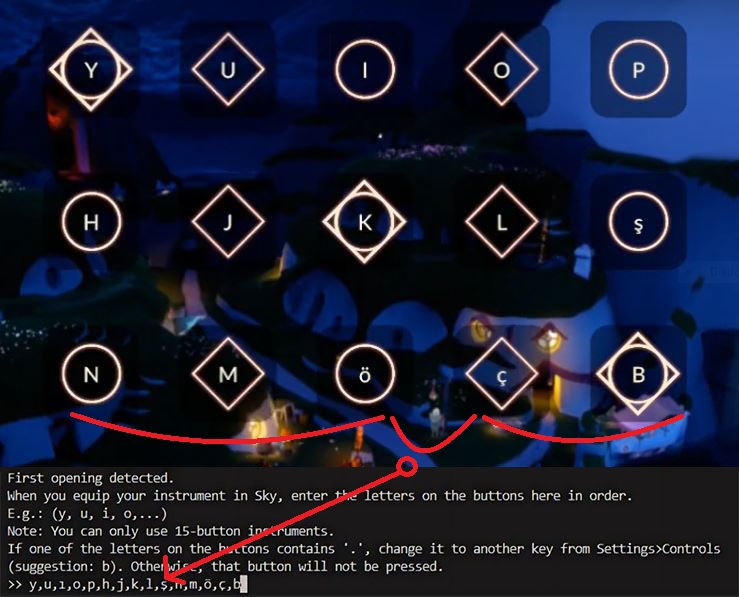 Y U I O P
H J K L ş
N M ö ç B
First opening detected.
When you equip your instrument in Sky, enter the letters on the buttons here in order.
E.g.: (y, u, i, o,...)
Note: You can only use 15-button instruments.
If one of the letters on the buttons contains '.', change it to another key from Settings>Controls
(suggestion: b). Otherwise, that button will not be pressed.
>> y,u,ı,o,p,h,j,k,l,ş,n,m,ö,ç,b